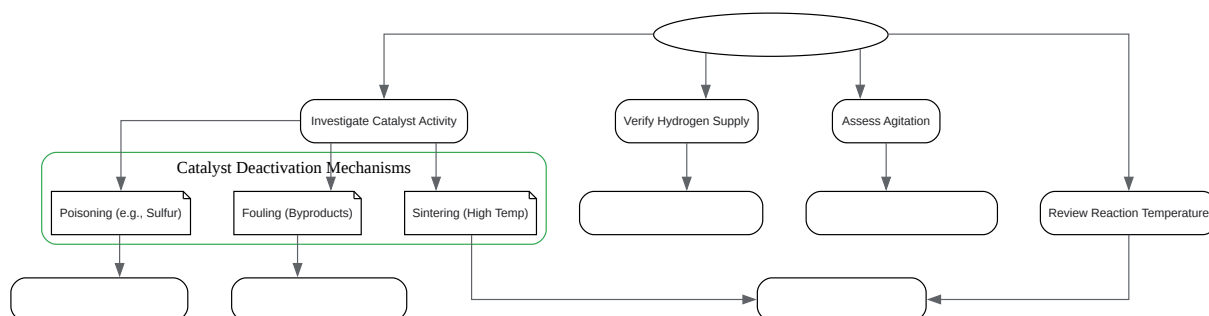 Investigate Catalyst Activity
Verify Hydrogen Supply
Assess Agitation
Catalyst Deactivation Mechanisms
Poisoning (e.g., Sulfur)
Fouling (Byproducts)
Sintering (High Temp)
Review Reaction Temperature